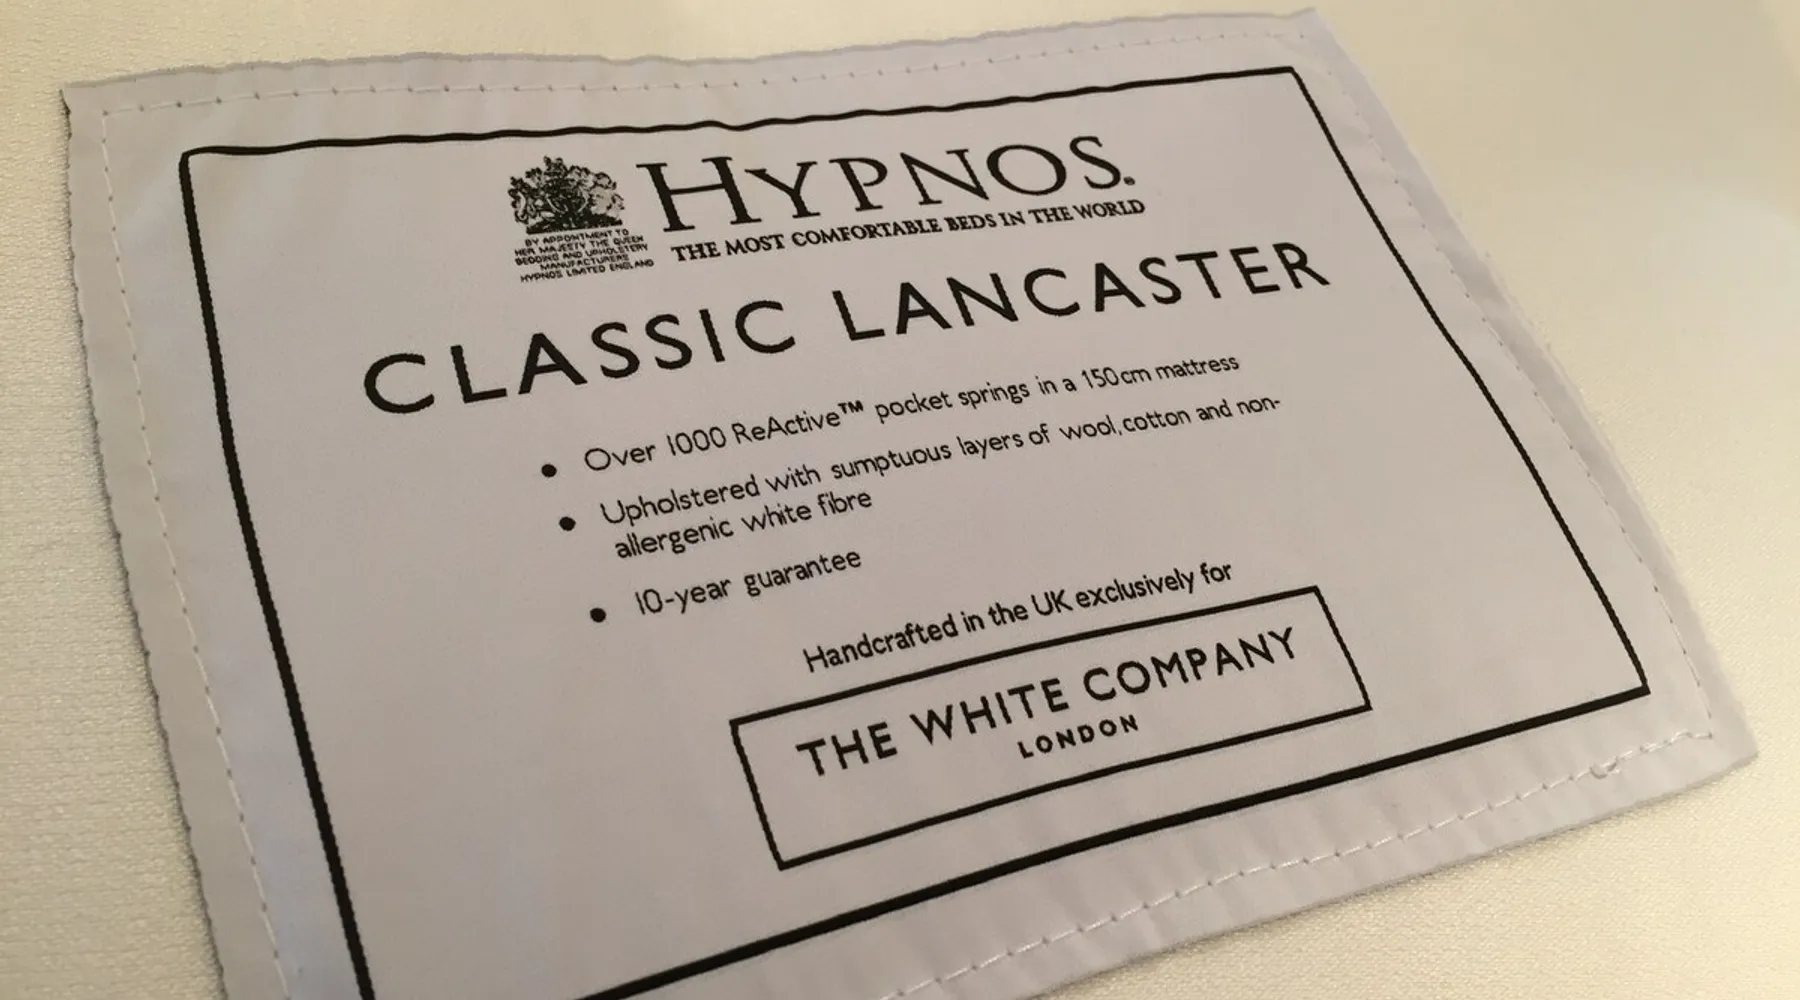 HYPNOS®
THE MOST COMFORTABLE BEDS IN THE WORLD
BY APPOINTMENT TO
HER MAJESTY THE QUEEN
BEDDING AND UPHOLSTERY
MANUFACTURERS
HYPNOS LIMITED ENGLAND
CLASSIC LANCASTER
• Over 1000 ReActive™ pocket springs in a 150cm mattress
• Upholstered with sumptuous layers of wool, cotton and non-
allergenic white fibre
• 10-year guarantee
Handcrafted in the UK exclusively for
THE WHITE COMPANY
LONDON